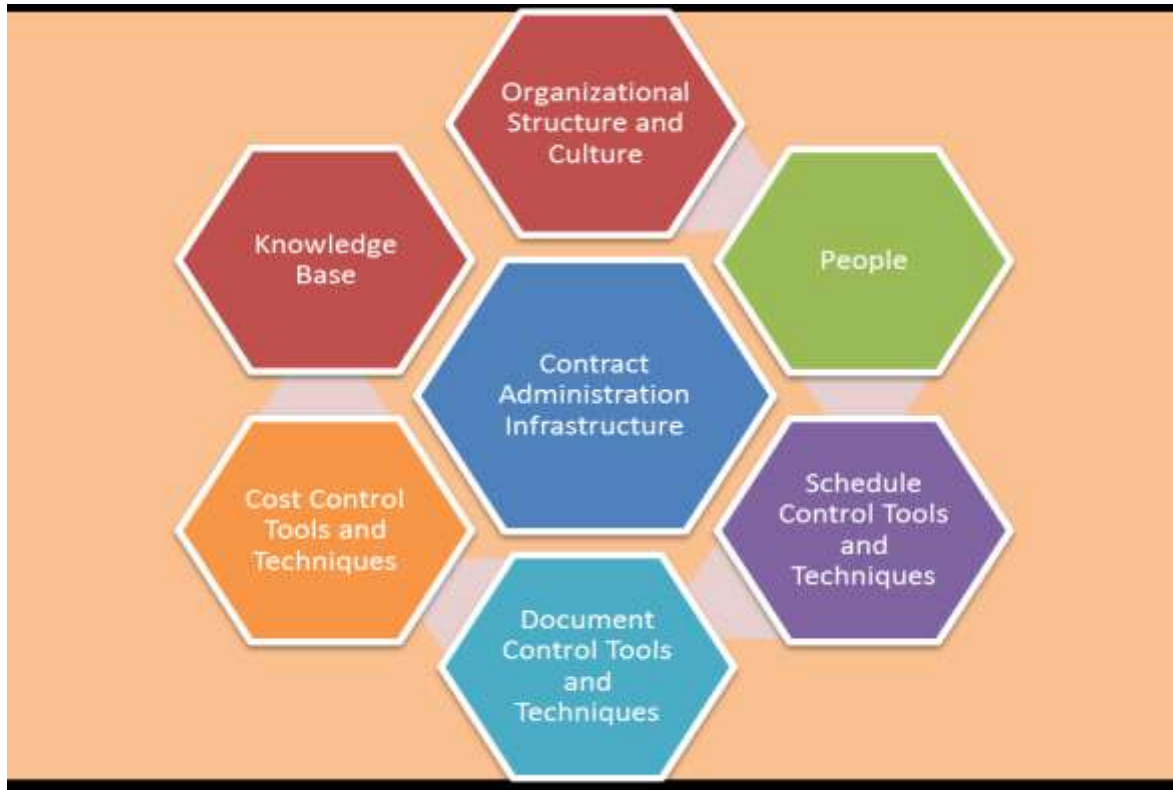 Organizational
Structure and
Culture
Knowledge
Base
People
Contract
Administration
Infrastructure
Cost Control
Tools and
Techniques
Schedule
Control Tools
and
Techniques
Document
Control Tools
and
Techniques